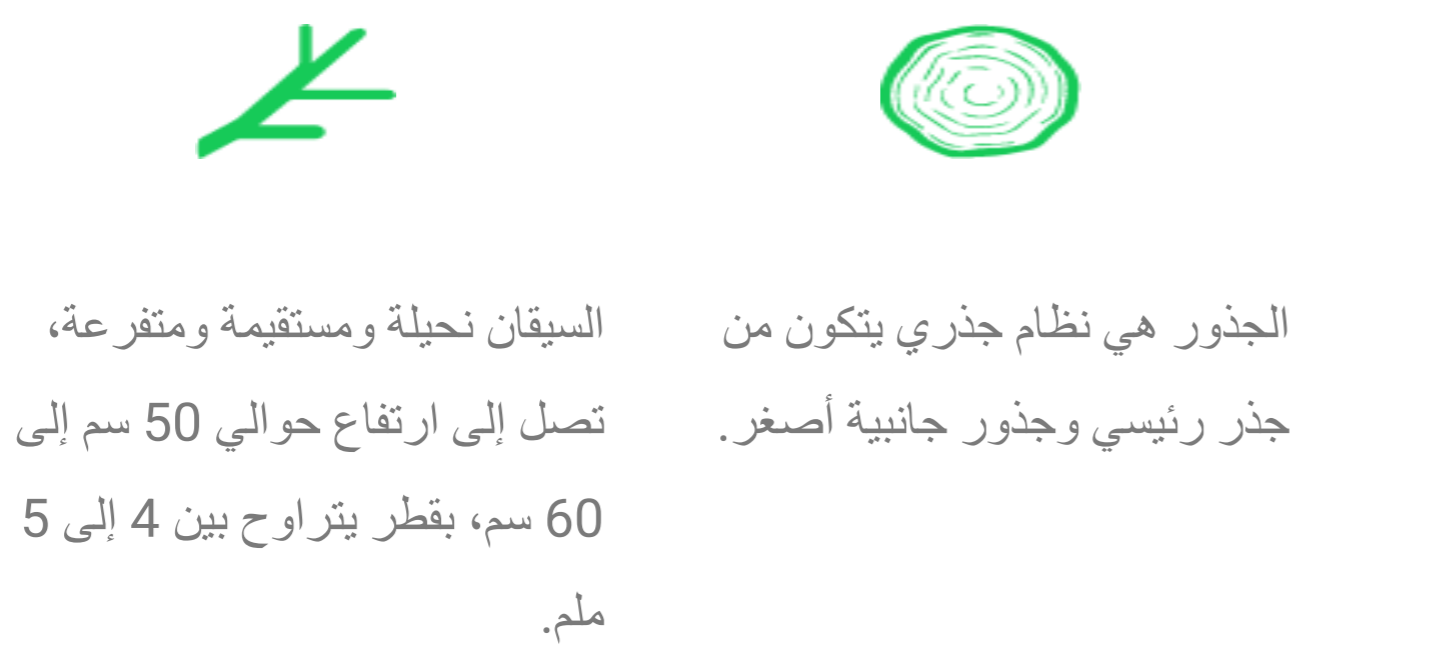 الجذور هي نظام جذري يتكون من
جذر رئيسي وجذور جانبية أصغر.
السيقان نحيلة ومستقيمة ومتفرعة،
تصل إلى ارتفاع حوالي 50 سم إلى
60 سم، بقطر يتراوح بين 4 إلى 5
ملم.